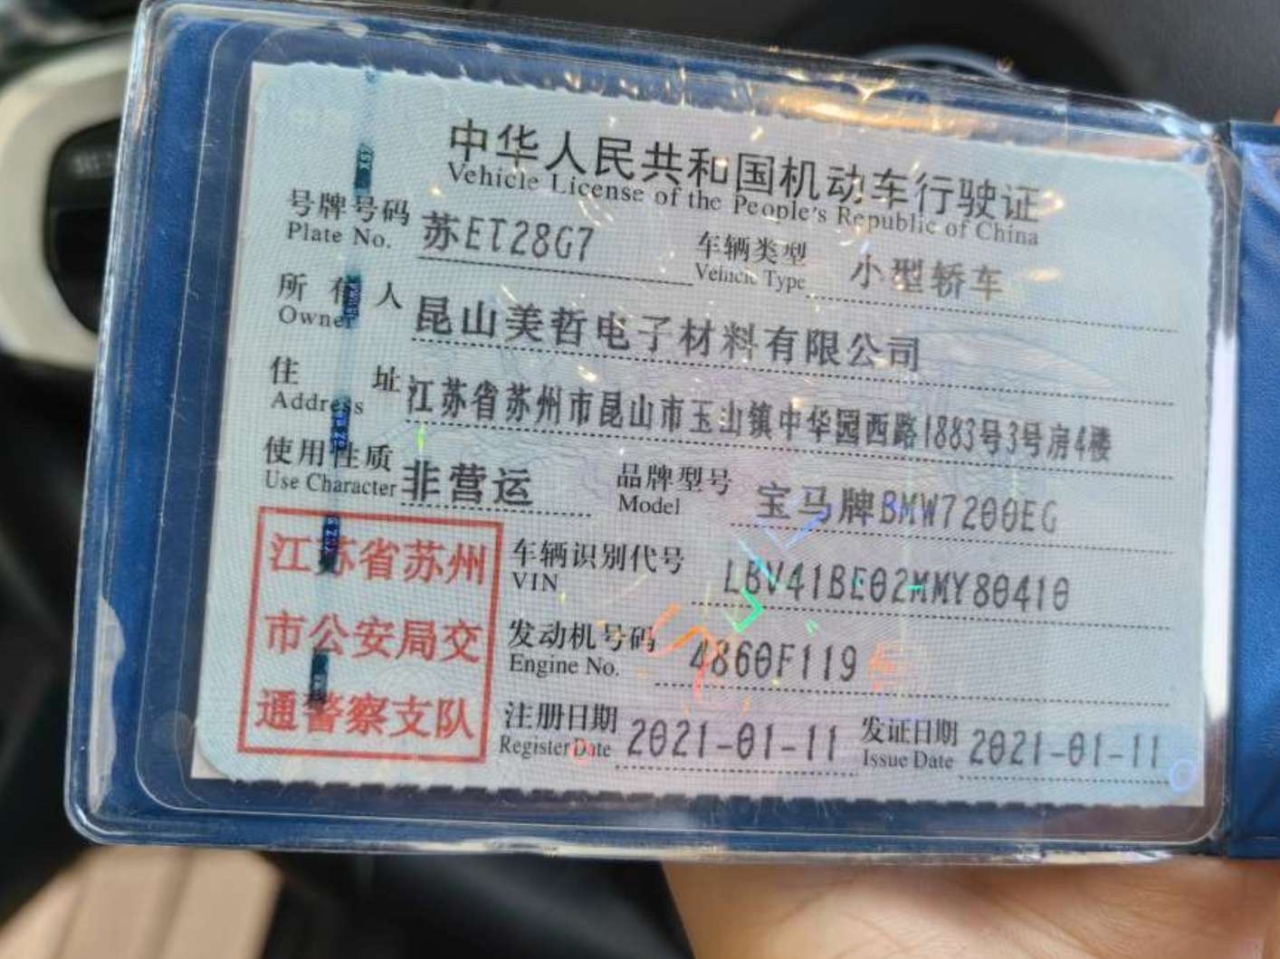 中华人民共和国机动车行驶证
Vehicle License of the People's Republic of China
号牌号码 苏ET28G7 车辆类型 小型轿车
Plate No. Vehicle Type
所有人 昆山美哲电子材料有限公司
Owner
住址 江苏省苏州市昆山市玉山镇中华园西路1883号3号房4楼
Address
使用性质 非营运 品牌型号 宝马牌BMW7200EG
Use Character Model
江苏省苏州
市公安局交
通警察支队
车辆识别代号 LBV41BE02MMY80410
VIN
发动机号码 4860F119
Engine No.
注册日期 2021-01-11 发证日期 2021-01-11
Register Date Issue Date